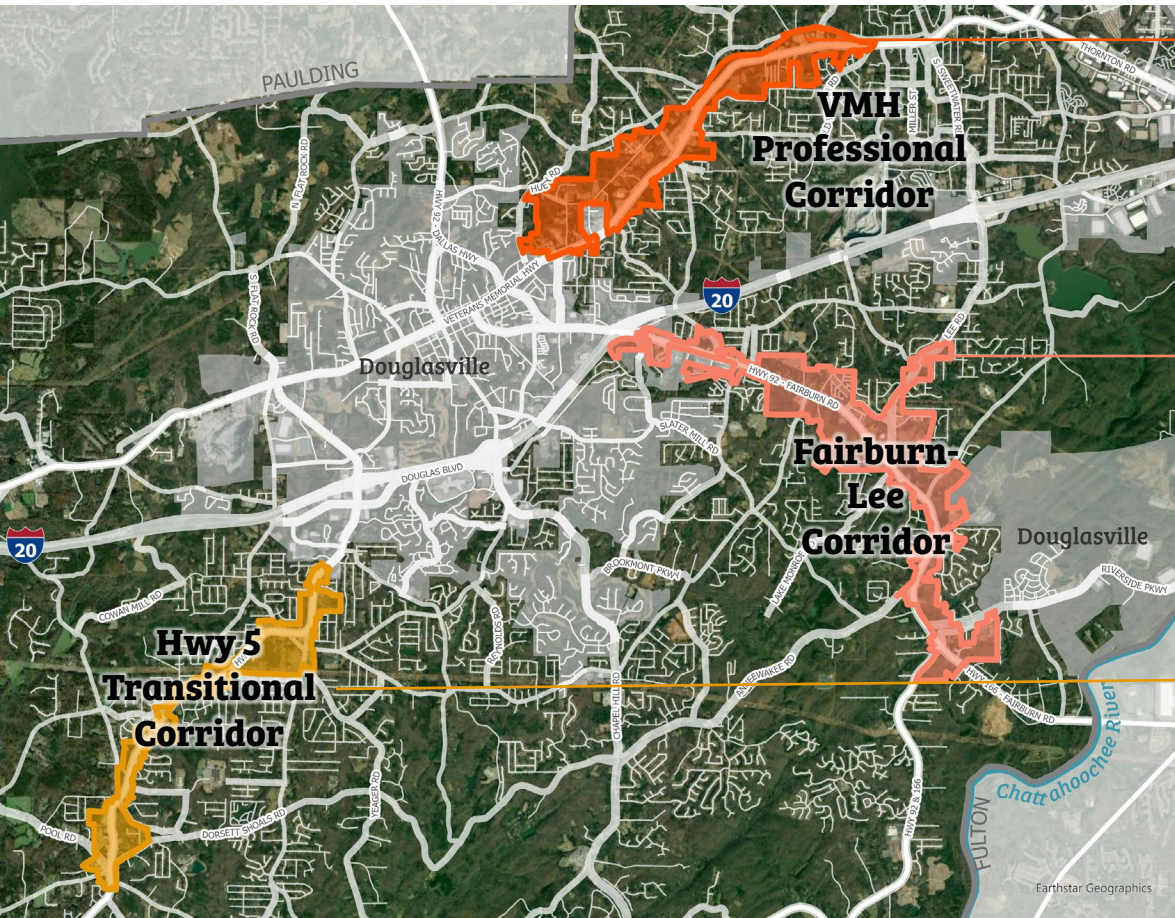 PAULDING
THORNTON RD
S SWEETWATER RD
MILLER ST
VMH
Professional
Corridor
N FLAT ROCK RD
HUEY RD
HWY 92 - DALLAS HWY
VETERANS MEMORIAL HWY
20
S FLAT ROCK RD
LEE RD
Douglasville
HWY 92 - FAIRBURN RD
SLATER MILL RD
Fairburn-
Lee
Corridor
DOUGLAS BLVD
20
Douglasville
BROOKMONT PKWY
LAKE MONROE
RIVERSIDE PKWY
COWAN MILL RD
REYNOLDS RD
Hwy 5
Transitional
Corridor
ANNEEWAKEE RD
HWY 166 - FAIRBURN RD
CHAPEL HILL RD
Chattahoochee River
YEAGER RD
POOL RD
DORSETT SHOALS RD
HWY 92 & 166
FULTON
Earthstar Geographics